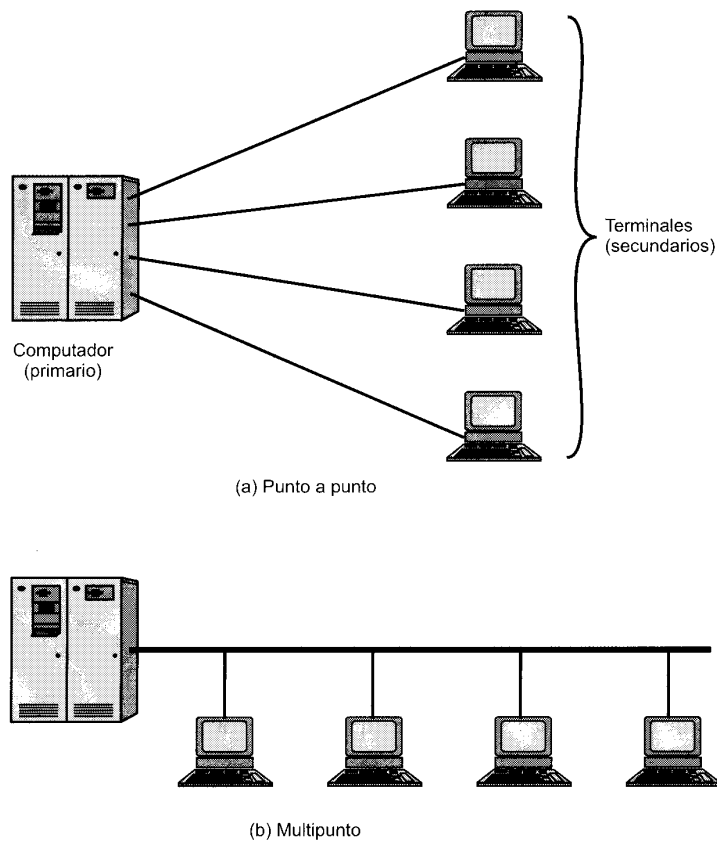 Terminales
(secundarios)
Computador
(primario)
(a) Punto a punto
(b) Multipunto